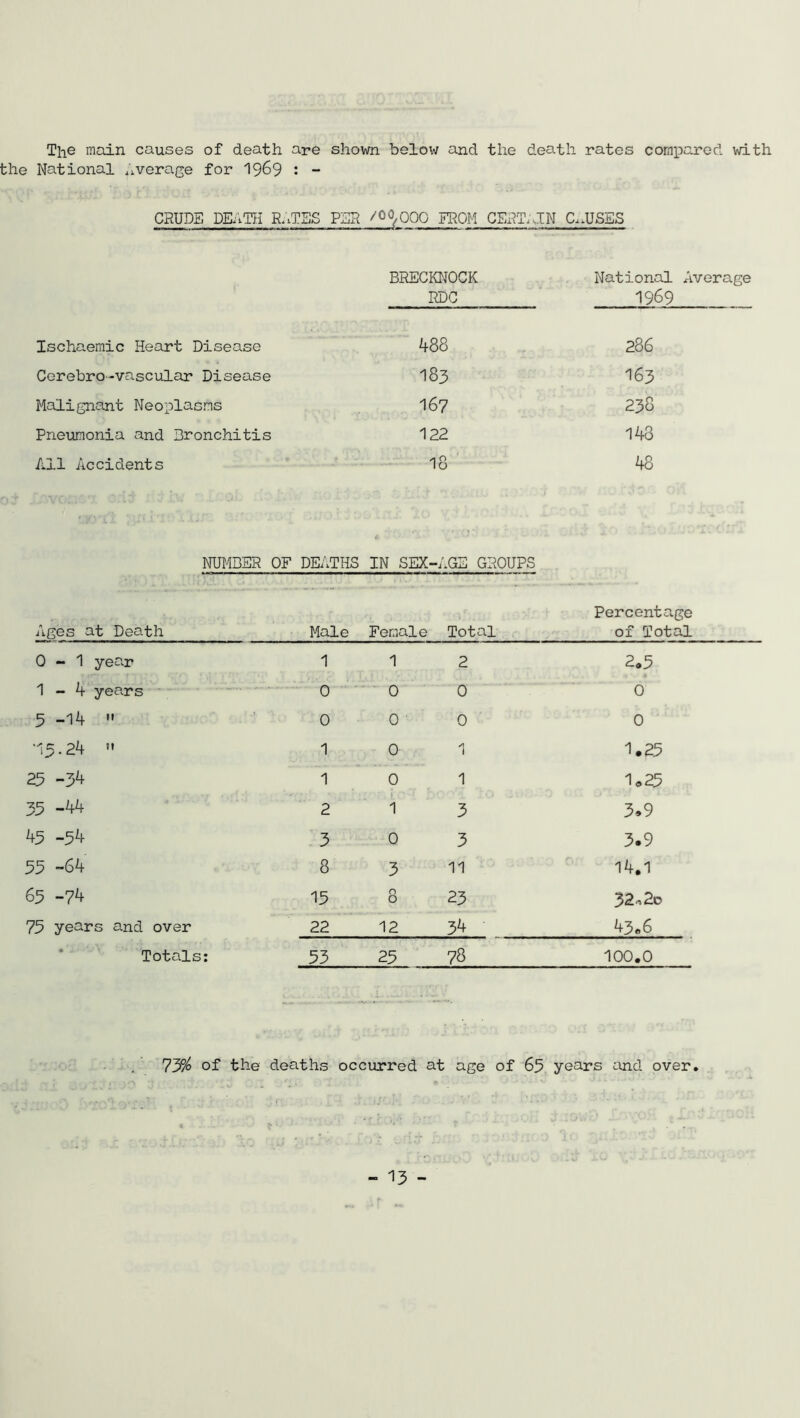 The main causes of death are shown below and the death rates compared with
the National Average for 1969 : -
CRUDE DEATH RATES PER /00,000 FROM CERTAIN CAUSES
BRECKNOCK National Average
RDC 1969
Ischaemic Heart Disease 488 286
Cerebro-vascular Disease 183 163
Malignant Neoplasms 167 238
Pneumonia and Bronchitis 122 148
All Accidents 18 48
NUMBER OF DEATHS IN SEX-AGE GROUPS
Percentage
Ages at Death Male Female Total of Total
0 - 1 year 1 1 2 2.5
1 - 4 years 0 0 0 0
5 -14 " 0 0 0 0
15.24 " 1 0 1 1.25
25 -34 1 0 1 1.25
35 -44 2 1 3 3.9
45 -54 3 0 3 3.9
55 -64 8 3 11 14.1
65 -74 15 8 23 32.20
75 years and over 22 12 34 43.6
Totals: 53 25 78 100.0
73% of the deaths occurred at age of 65 years and over.
- 13 -